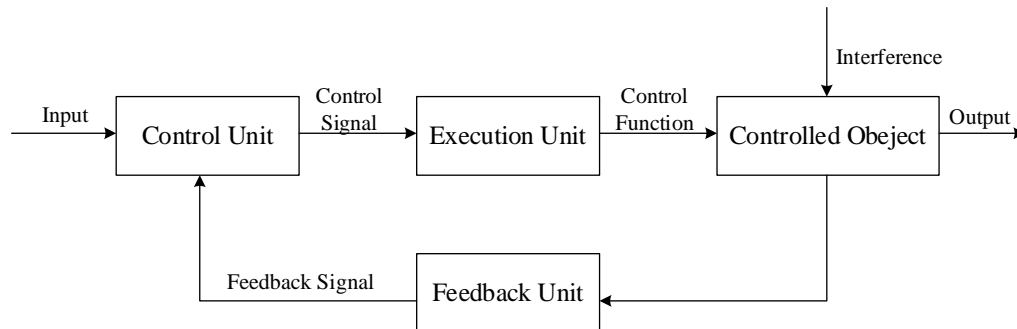 Interference
Input
Control
Signal
Control
Function
Output
Control Unit
Execution Unit
Controlled Obeject
Feedback Signal
Feedback Unit